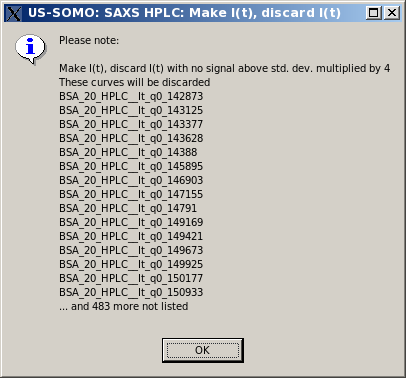 US-SOMO: SAXS HPLC: Make I(t), discard I(t)
Please note:
Make I(t), discard I(t) with no signal above std. dev. multiplied by 4
These curves will be discarded
BSA_20_HPLC__It_q0_142873
BSA_20_HPLC__It_q0_143125
BSA_20_HPLC__It_q0_143377
BSA_20_HPLC__It_q0_143628
BSA_20_HPLC__It_q0_14388
BSA_20_HPLC__It_q0_145895
BSA_20_HPLC__It_q0_146903
BSA_20_HPLC__It_q0_147155
BSA_20_HPLC__It_q0_14791
BSA_20_HPLC__It_q0_149169
BSA_20_HPLC__It_q0_149421
BSA_20_HPLC__It_q0_149673
BSA_20_HPLC__It_q0_149925
BSA_20_HPLC__It_q0_150177
BSA_20_HPLC__It_q0_150933
... and 483 more not listed
OK